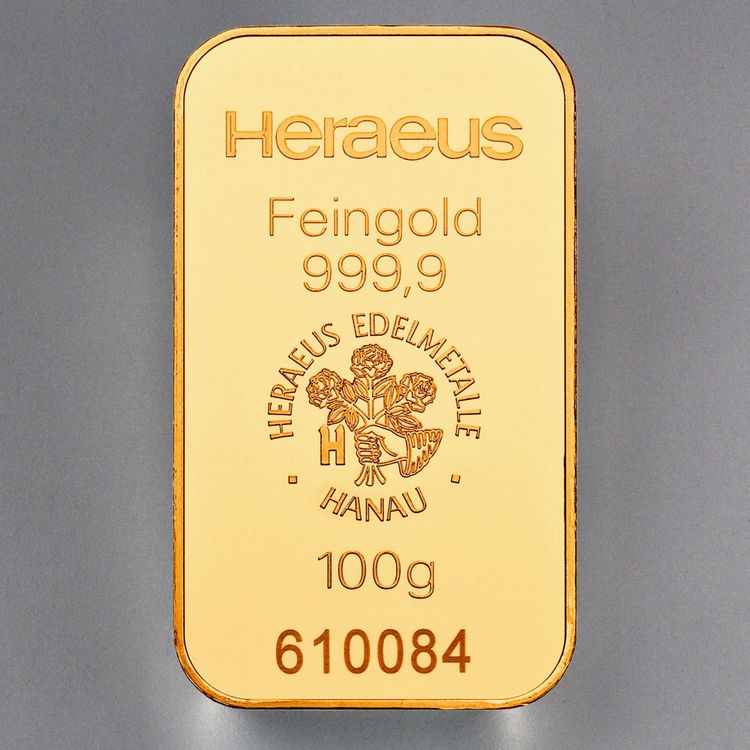 Heraeus
Feingold
999,9
HERAEUS EDELMETALLE
H
HANAU
100g
610084